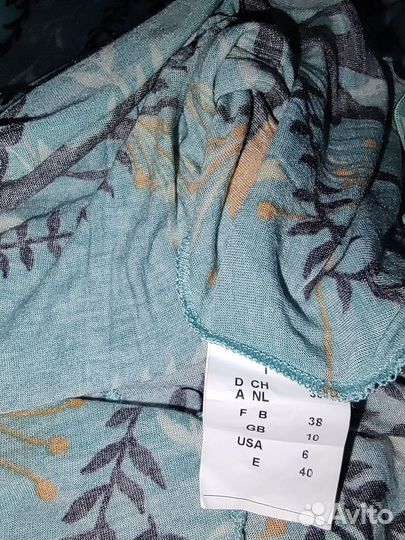 I
D CH
A NL
F B 38
GB 10
USA 6
E 40
Avito